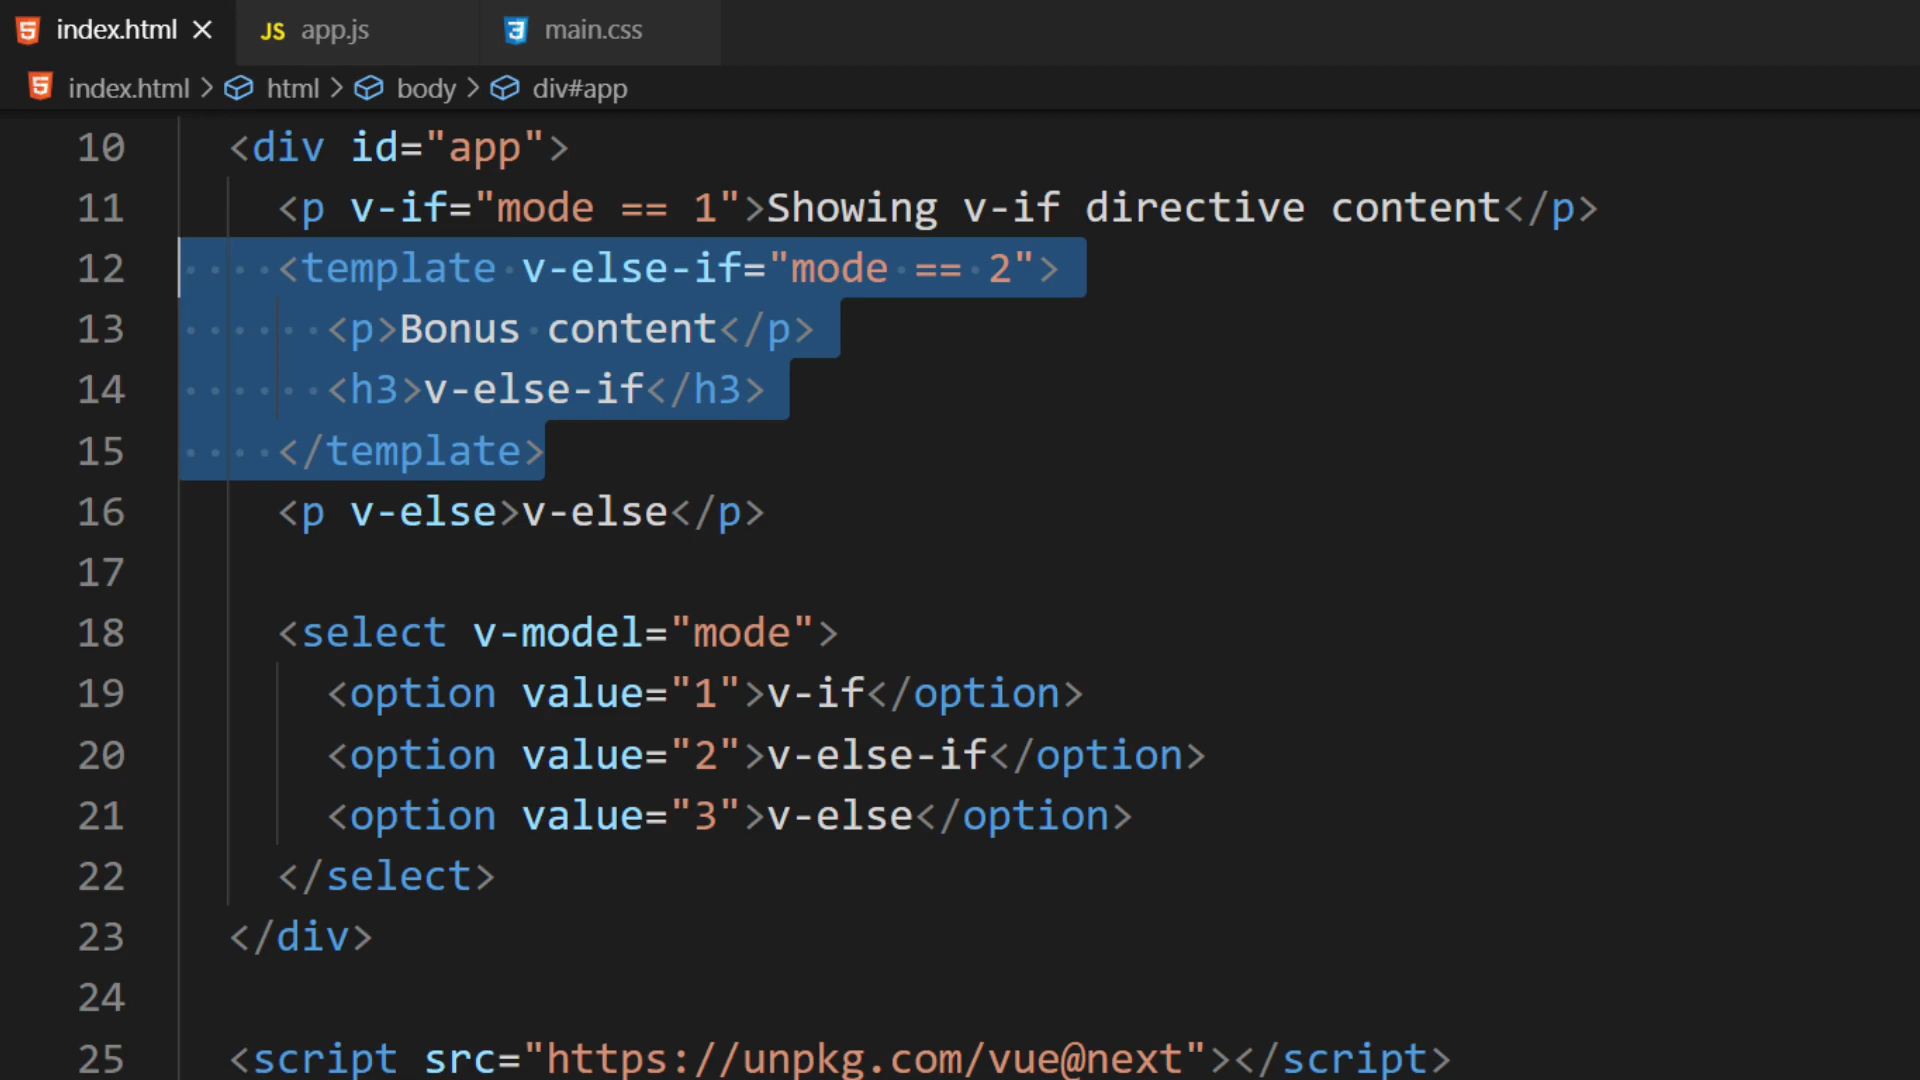 index.html
JS app.js
main.css
index.html > html > body > div#app
10 <div id="app">
11 <p v-if="mode == 1">Showing v-if directive content</p>
12 <template v-else-if="mode == 2">
13 <p>Bonus content</p>
14 <h3>v-else-if</h3>
15 </template>
16 <p v-else>v-else</p>
17
18 <select v-model="mode">
19 <option value="1">v-if</option>
20 <option value="2">v-else-if</option>
21 <option value="3">v-else</option>
22 </select>
23 </div>
24
25 <script src="https://unpkg.com/vue@next"></script>